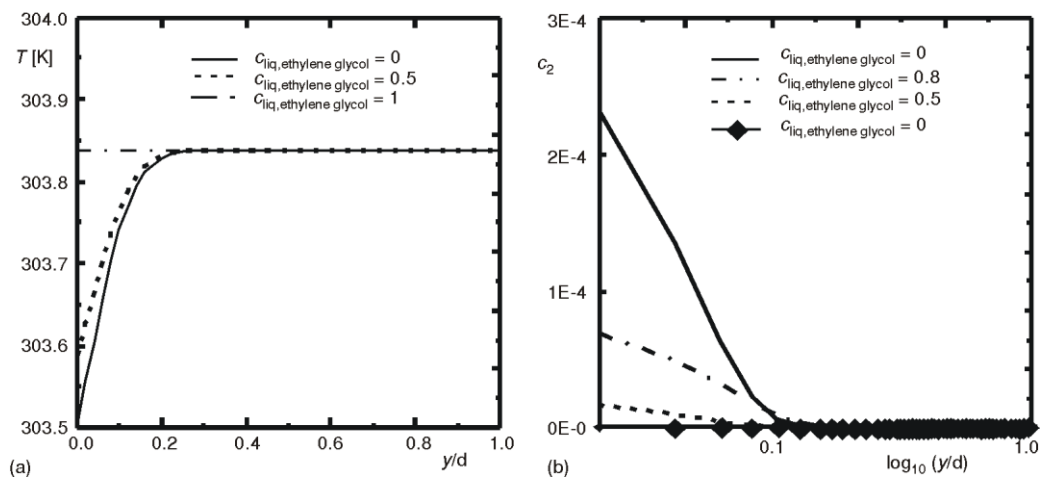 304.0
T [K]
303.9
303.8
303.7
303.6
303.5
0.0 0.2 0.4 0.6 0.8 1.0
y/d
c_liq,ethylene glycol = 0
c_liq,ethylene glycol = 0.5
c_liq,ethylene glycol = 1
(a)
3E-4
c_2
2E-4
1E-4
0E-0
0.1 1.0
log_10 (y/d)
c_liq,ethylene glycol = 0
c_liq,ethylene glycol = 0.8
c_liq,ethylene glycol = 0.5
c_liq,ethylene glycol = 0
(b)